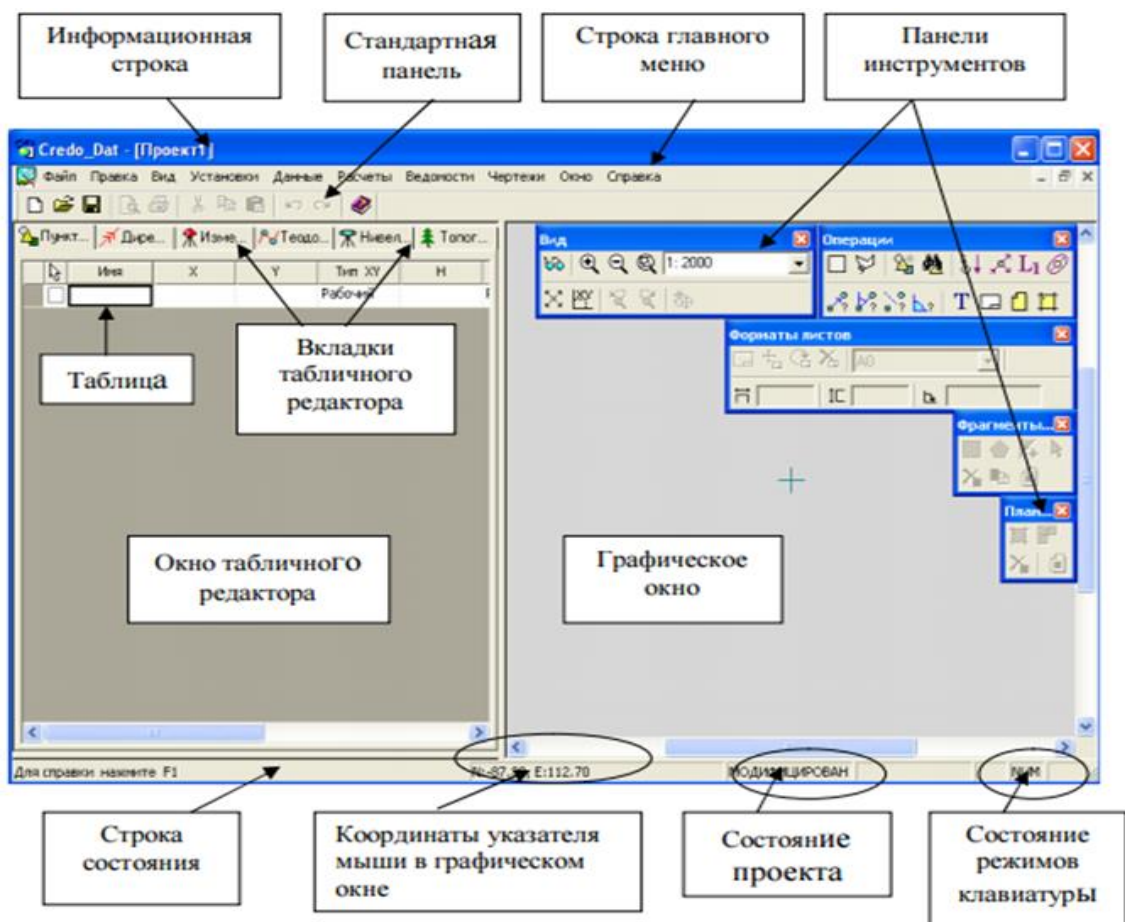 Информационная
строка
Стандартная
панель
Строка главного
меню
Панели
инструментов
Credo_Dat - [Проект1]
Файл Правка Вид Установки Данные Расчеты Ведомости Чертежи Окно Справка
Пункт... Дире... Изме... Теодо... Нивел... Топог...
Имя X Y Тип XY H
Рабочий
Вид
1: 2000
Операции
Форматы листов
A0
Фрагменты...
План...
Таблица
Вкладки
табличного
редактора
Окно табличного
редактора
Графическое
окно
Для справки нажмите F1
N:-87.   E:112.70
МОДИФИЦИРОВАН
NUM
Строка
состояния
Координаты указателя
мыши в графическом
окне
Состояние
проекта
Состояние
режимов
клавиатуры